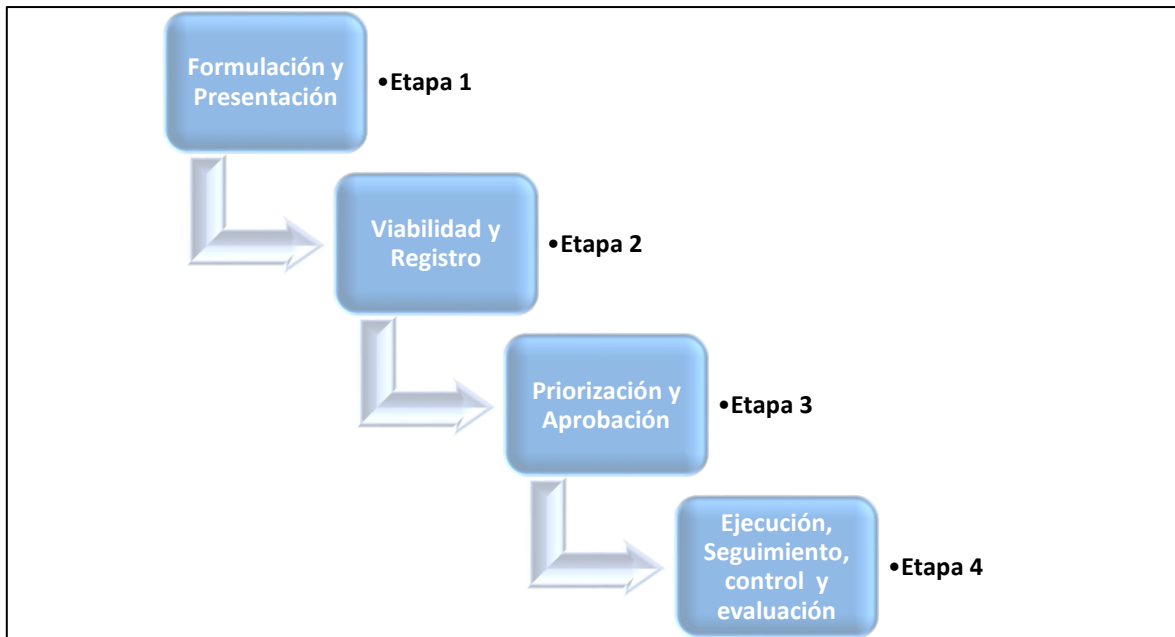 Formulación y
Presentación
•Etapa 1
Viabilidad y
Registro
•Etapa 2
Priorización y
Aprobación
•Etapa 3
Ejecución,
Seguimiento,
control y
evaluación
•Etapa 4